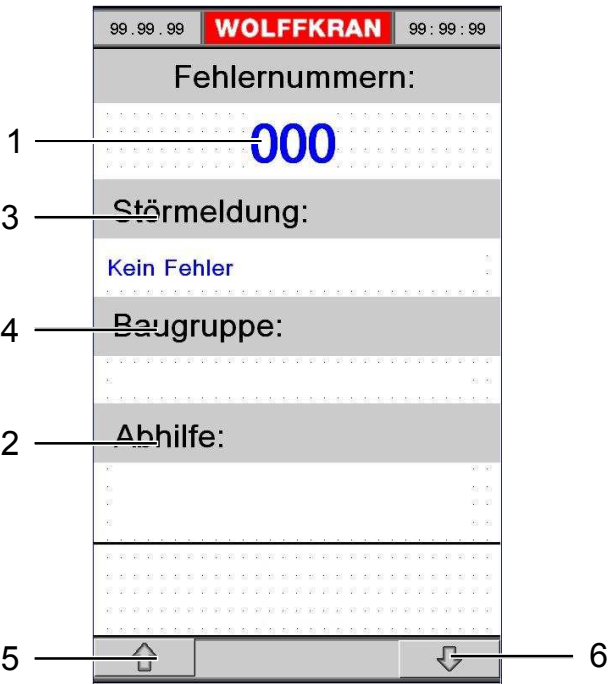 99.99.99 WOLFFKRAN 99:99:99
Fehlernummern:
1 000
3 Störmeldung:
Kein Fehler
4 Baugruppe:
2 Abhilfe:
5 6